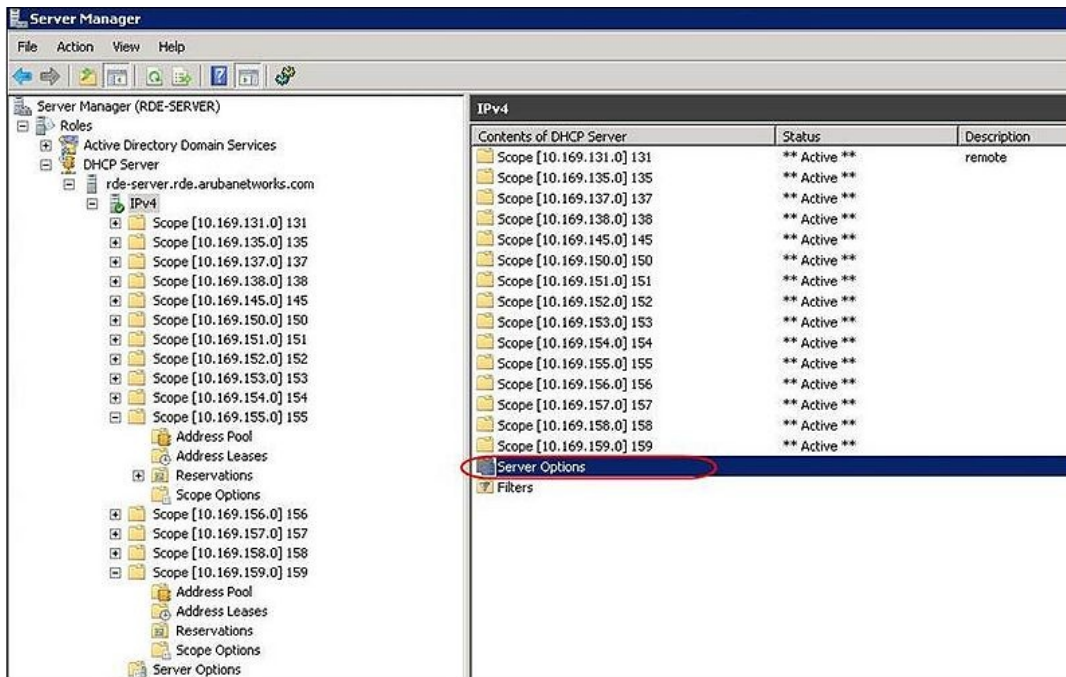 Server Manager
File Action View Help
Server Manager (RDE-SERVER)
Roles
Active Directory Domain Services
DHCP Server
rde-server.rde.arubanetworks.com
IPv4
Scope [10.169.131.0] 131
Scope [10.169.135.0] 135
Scope [10.169.137.0] 137
Scope [10.169.138.0] 138
Scope [10.169.145.0] 145
Scope [10.169.150.0] 150
Scope [10.169.151.0] 151
Scope [10.169.152.0] 152
Scope [10.169.153.0] 153
Scope [10.169.154.0] 154
Scope [10.169.155.0] 155
Address Pool
Address Leases
Reservations
Scope Options
Scope [10.169.156.0] 156
Scope [10.169.157.0] 157
Scope [10.169.158.0] 158
Scope [10.169.159.0] 159
Address Pool
Address Leases
Reservations
Scope Options
Server Options
IPv4
Contents of DHCP Server Status Description
Scope [10.169.131.0] 131 ** Active ** remote
Scope [10.169.135.0] 135 ** Active **
Scope [10.169.137.0] 137 ** Active **
Scope [10.169.138.0] 138 ** Active **
Scope [10.169.145.0] 145 ** Active **
Scope [10.169.150.0] 150 ** Active **
Scope [10.169.151.0] 151 ** Active **
Scope [10.169.152.0] 152 ** Active **
Scope [10.169.153.0] 153 ** Active **
Scope [10.169.154.0] 154 ** Active **
Scope [10.169.155.0] 155 ** Active **
Scope [10.169.156.0] 156 ** Active **
Scope [10.169.157.0] 157 ** Active **
Scope [10.169.158.0] 158 ** Active **
Scope [10.169.159.0] 159 ** Active **
Server Options
Filters